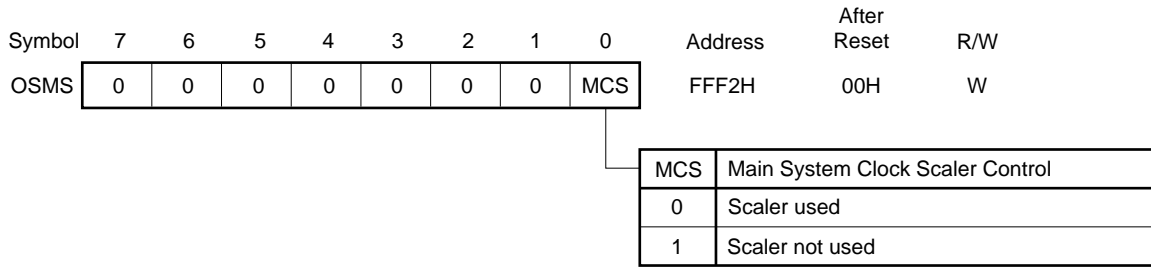 After
Symbol 7 6 5 4 3 2 1 0 Address Reset R/W
OSMS 0 0 0 0 0 0 0 MCS FFF2H 00H W
MCS Main System Clock Scaler Control
0 Scaler used
1 Scaler not used